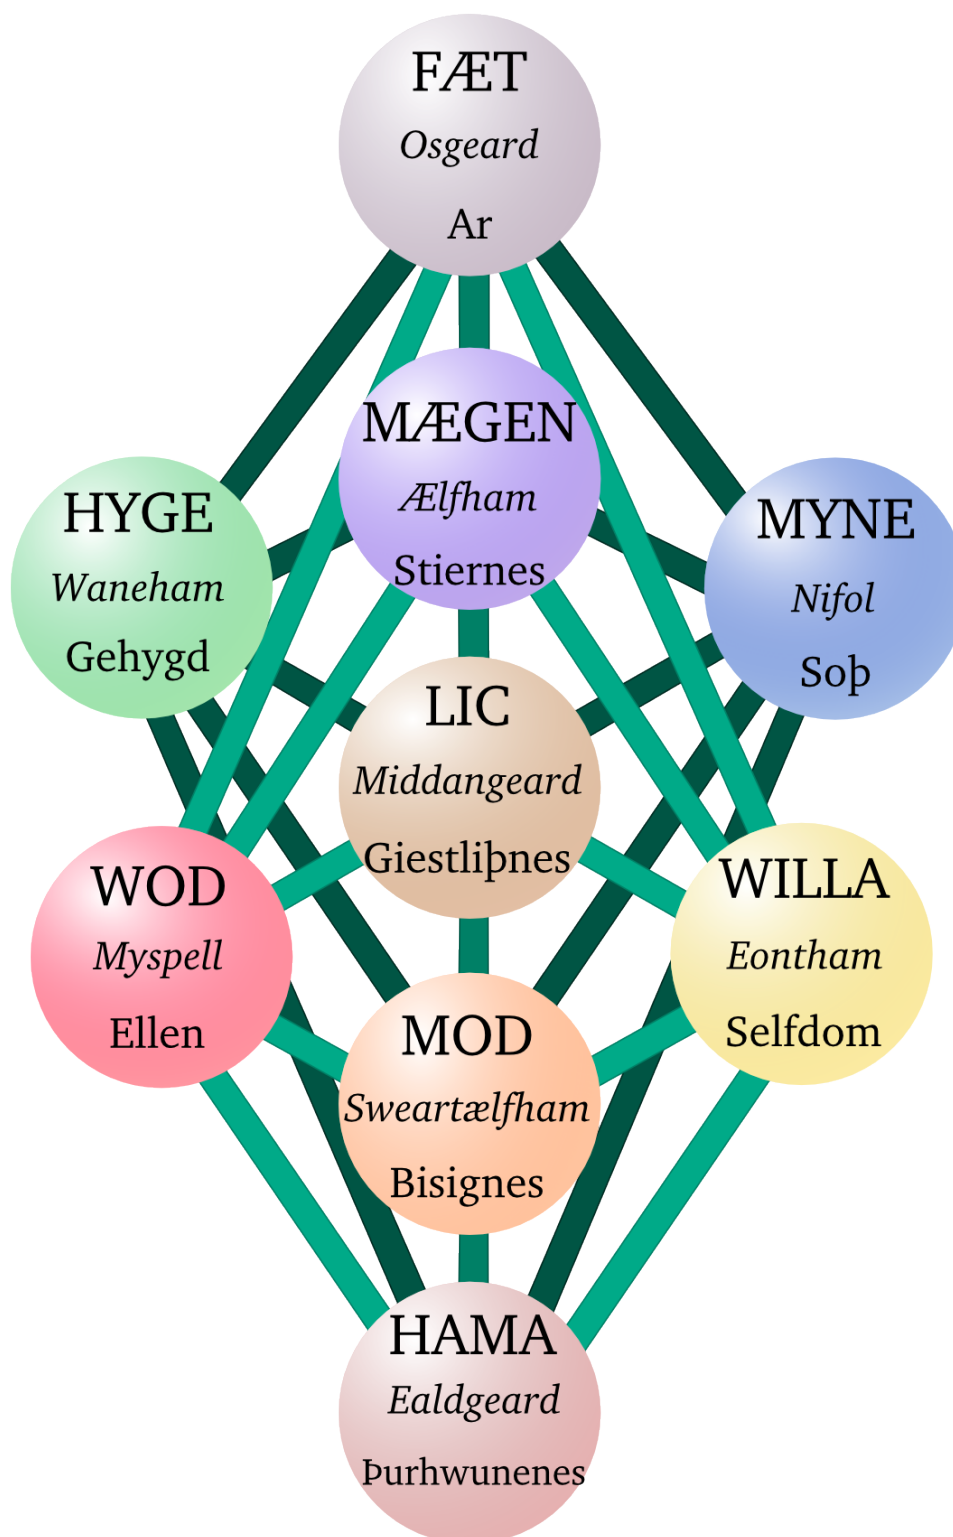 FÆT
Osgeard
Ar
MÆGEN
Ælfham
Stiernes
HYGE
Waneham
Gehygd
MYNE
Nifol
Soþ
LIC
Middangeard
Giestliþnes
WOD
Myspell
Ellen
WILLA
Eontham
Selfdom
MOD
Sweartælfham
Bisignes
HAMA
Ealdgeard
Þurhwunenes